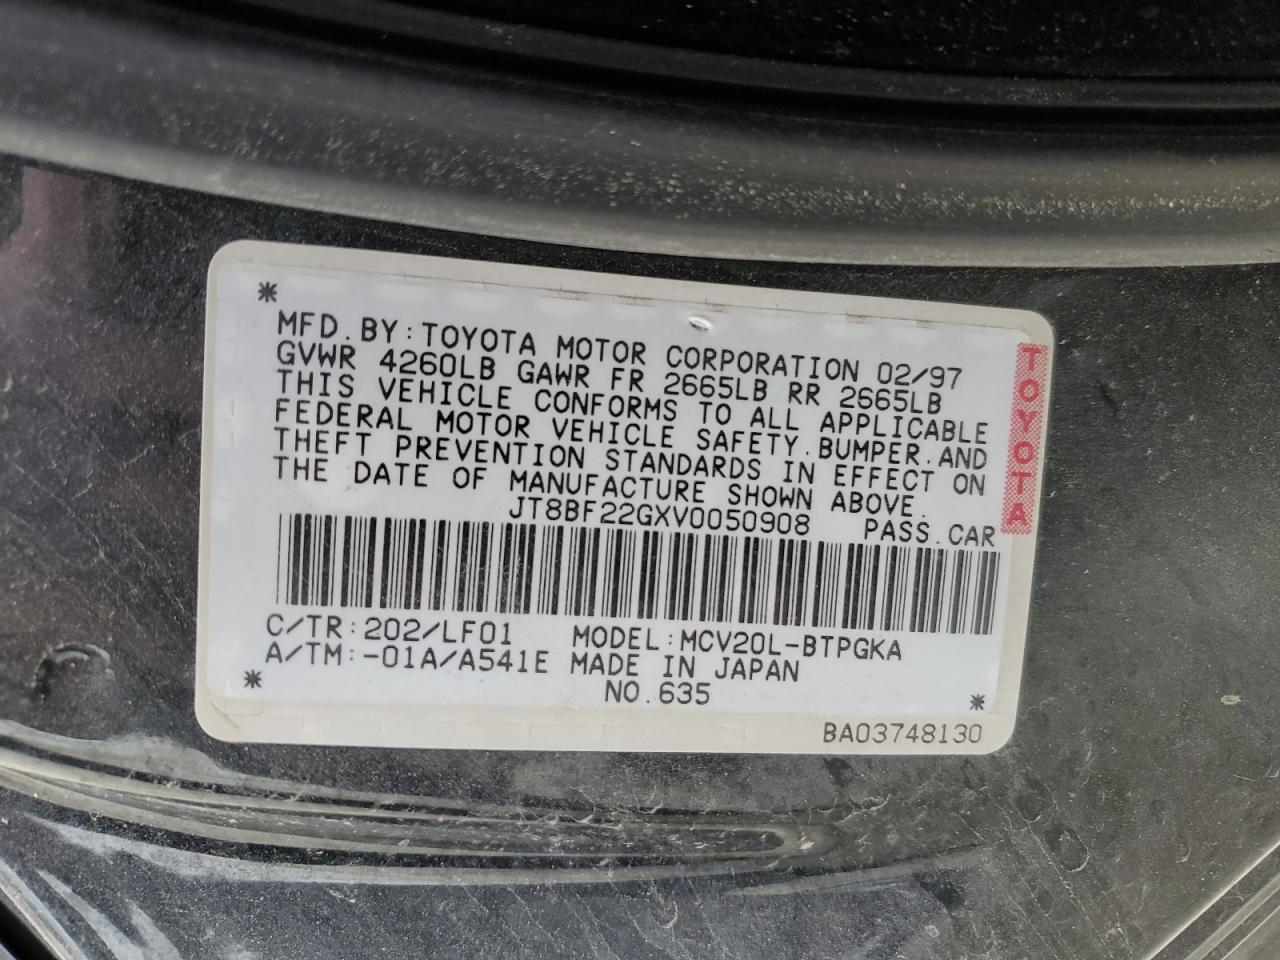 MFD. BY: TOYOTA MOTOR CORPORATION 02/97
GVWR 4260LB GAWR FR 2665LB RR 2665LB
THIS VEHICLE CONFORMS TO ALL APPLICABLE
FEDERAL MOTOR VEHICLE SAFETY. BUMPER. AND
THEFT PREVENTION STANDARDS IN EFFECT ON
THE DATE OF MANUFACTURE SHOWN ABOVE.
JT8BF22GXV0050908 PASS. CAR
C/TR: 202/LF01 MODEL: MCV20L-BTPGKA
A/TM: -01A/A541E MADE IN JAPAN
NO. 635
BA03748130
TOYOTA